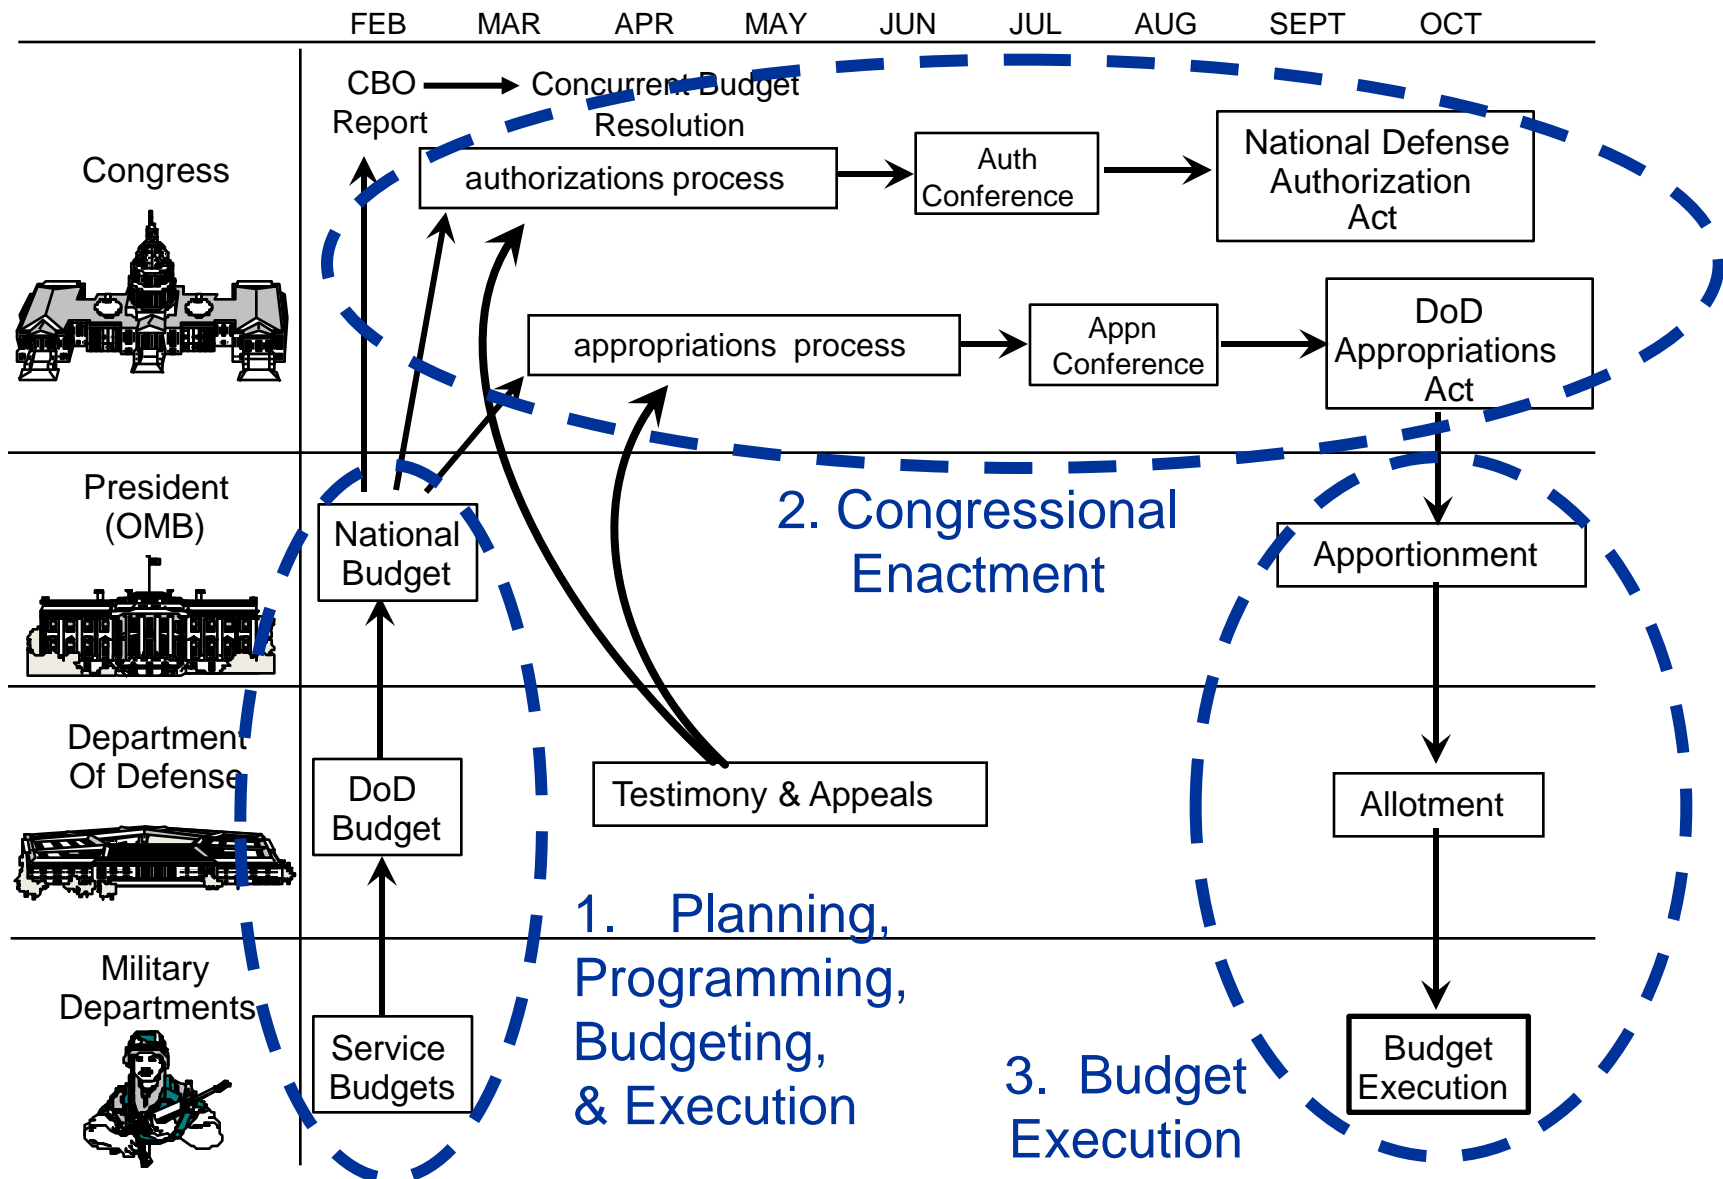 FEB MAR APR MAY JUN JUL AUG SEPT OCT
CBO
Report
Concurrent Budget
Resolution
Congress
authorizations process
Auth
Conference
National Defense
Authorization
Act
appropriations process
Appn
Conference
DoD
Appropriations
Act
President
(OMB)
National
Budget
2. Congressional
Enactment
Apportionment
Department
Of Defense
DoD
Budget
Testimony & Appeals
Allotment
1. Planning,
Programming,
Budgeting,
& Execution
Military
Departments
Service
Budgets
3. Budget
Execution
Budget
Execution